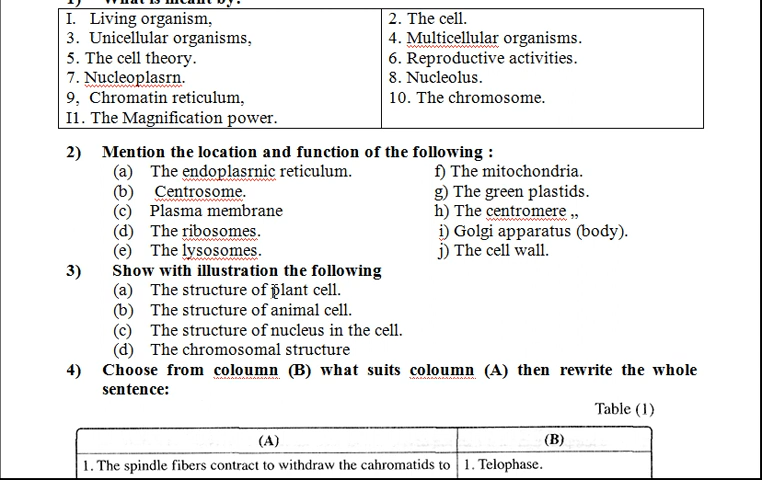 1) What is meant by:
I. Living organism,
2. The cell.
3. Unicellular organisms,
4. Multicellular organisms.
5. The cell theory.
6. Reproductive activities.
7. Nucleoplasrn.
8. Nucleolus.
9, Chromatin reticulum,
10. The chromosome.
I1. The Magnification power.
2) Mention the location and function of the following :
(a) The endoplasrnic reticulum.
f) The mitochondria.
(b) Centrosome.
g) The green plastids.
(c) Plasma membrane
h) The centromere ,,
(d) The ribosomes.
i) Golgi apparatus (body).
(e) The lysosomes.
j) The cell wall.
3) Show with illustration the following
(a) The structure of plant cell.
(b) The structure of animal cell.
(c) The structure of nucleus in the cell.
(d) The chromosomal structure
4) Choose from coloumn (B) what suits coloumn (A) then rewrite the whole
sentence:
Table (1)
(A)
(B)
1. The spindle fibers contract to withdraw the cahromatids to
1. Telophase.